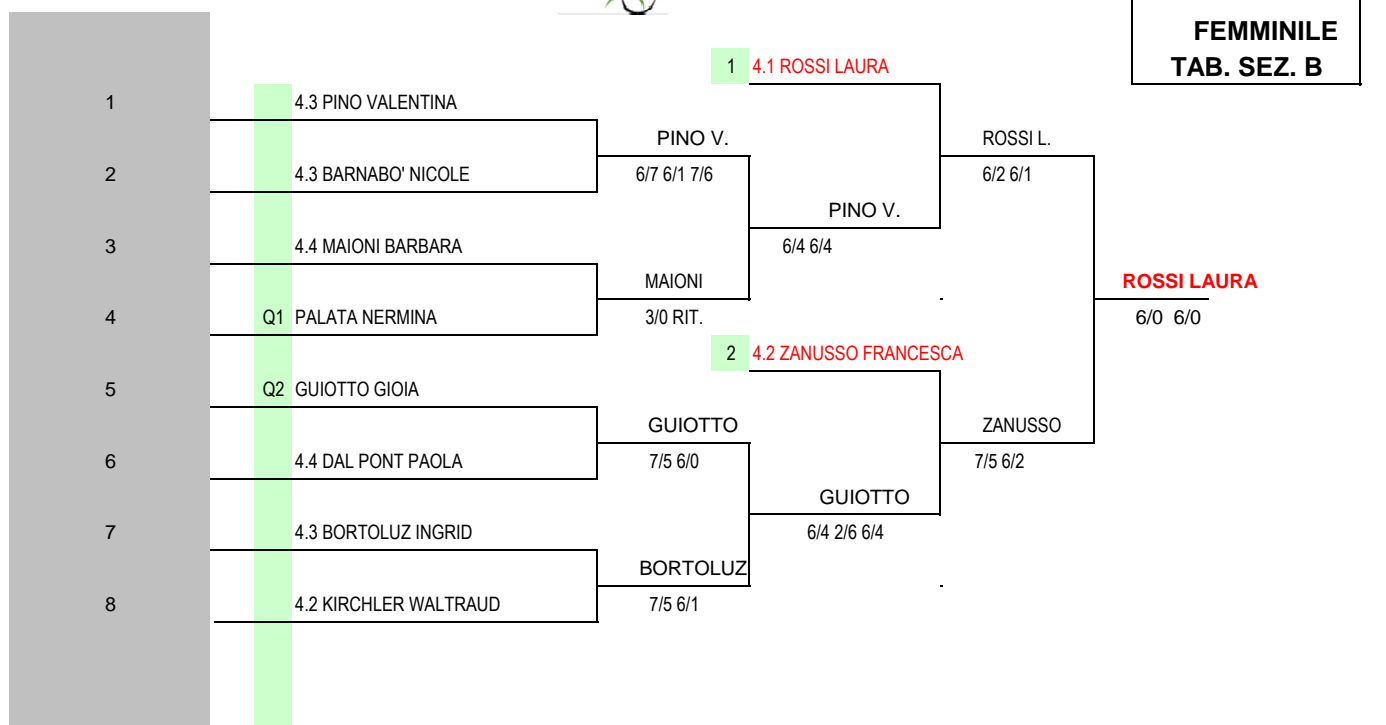 FEMMINILE
TAB. SEZ. B
1 4.1 ROSSI LAURA
1 4.3 PINO VALENTINA
PINO V. ROSSI L.
2 4.3 BARNABO' NICOLE 6/7 6/1 7/6 6/2 6/1
PINO V.
3 4.4 MAIONI BARBARA 6/4 6/4
MAIONI ROSSI LAURA
4 Q1 PALATA NERMINA 3/0 RIT. 6/0 6/0
2 4.2 ZANUSSO FRANCESCA
5 Q2 GUIOTTO GIOIA
GUIOTTO ZANUSSO
6 4.4 DAL PONT PAOLA 7/5 6/0 7/5 6/2
GUIOTTO
7 4.3 BORTOLUZ INGRID 6/4 2/6 6/4
BORTOLUZ
8 4.2 KIRCHLER WALTRAUD 7/5 6/1